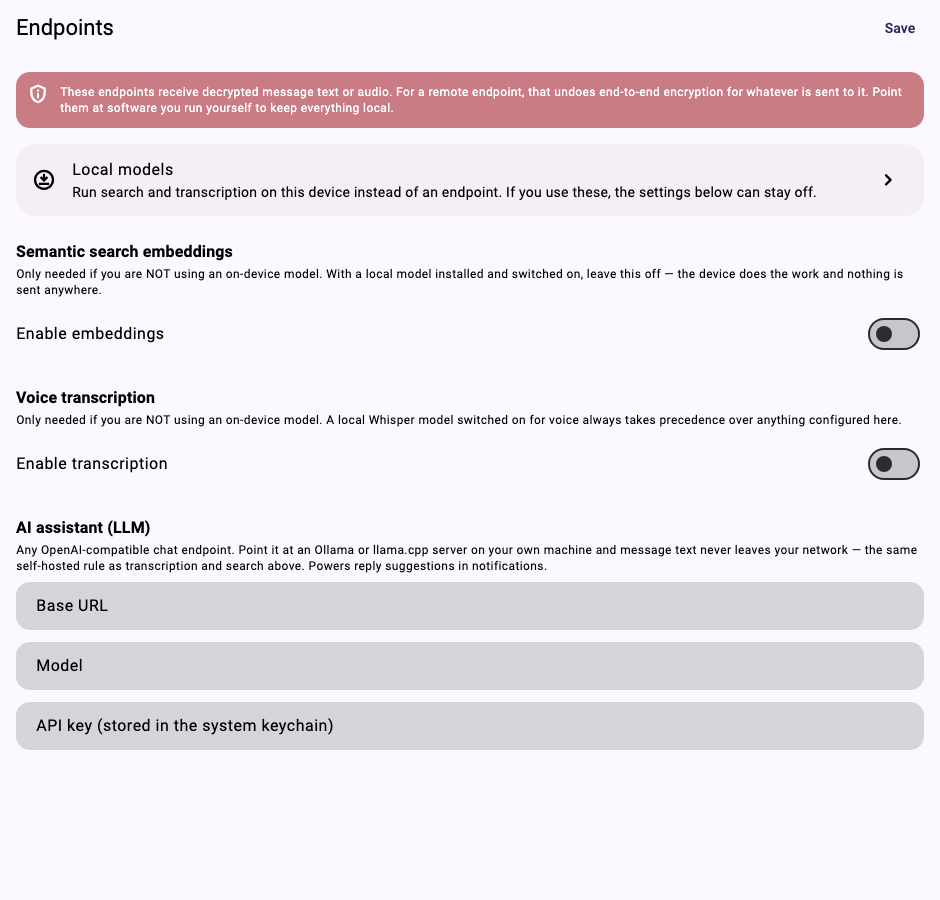 Endpoints
Save
These endpoints receive decrypted message text or audio. For a remote endpoint, that undoes end-to-end encryption for whatever is sent to it. Point
them at software you run yourself to keep everything local.
Local models
Run search and transcription on this device instead of an endpoint. If you use these, the settings below can stay off.
Semantic search embeddings
Only needed if you are NOT using an on-device model. With a local model installed and switched on, leave this off — the device does the work and nothing is
sent anywhere.
Enable embeddings
Voice transcription
Only needed if you are NOT using an on-device model. A local Whisper model switched on for voice always takes precedence over anything configured here.
Enable transcription
AI assistant (LLM)
Any OpenAI-compatible chat endpoint. Point it at an Ollama or llama.cpp server on your own machine and message text never leaves your network — the same
self-hosted rule as transcription and search above. Powers reply suggestions in notifications.
Base URL
Model
API key (stored in the system keychain)